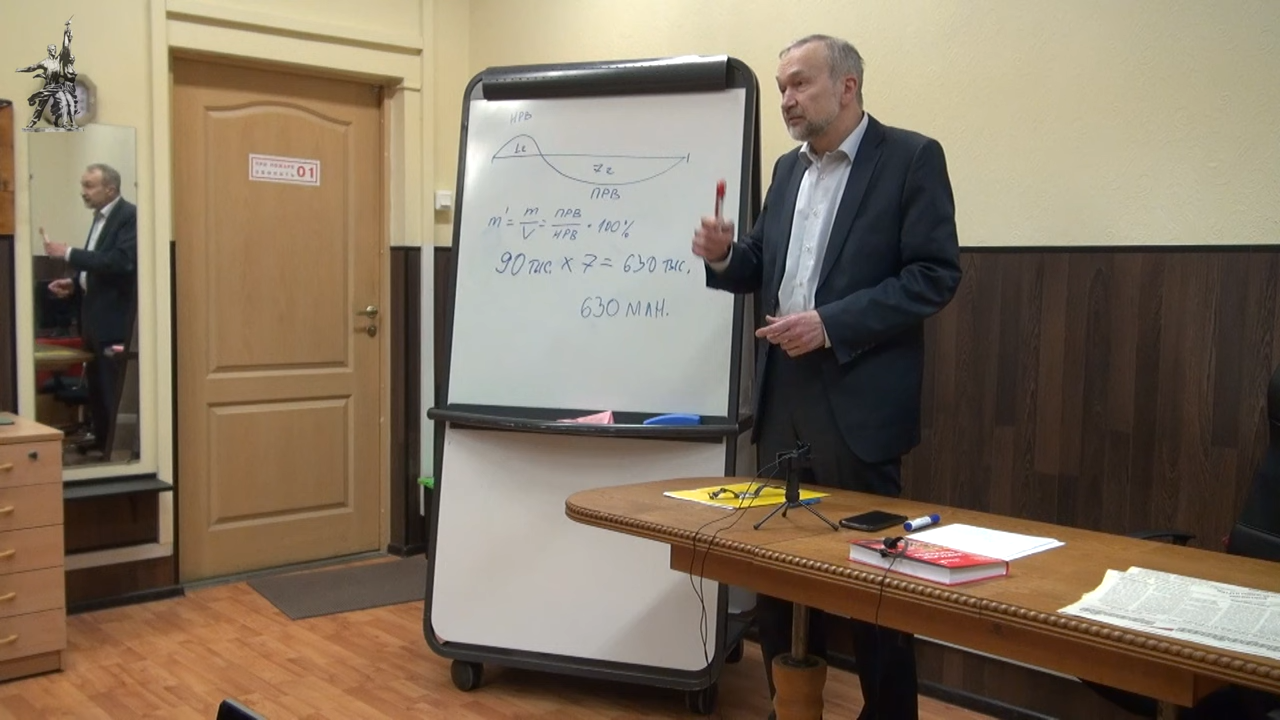 НРВ
1г
7г
ПРВ
m' = m/V = ПРВ/НРВ · 100%
90 тыс. × 7 = 630 тыс.
630 млн.
ПРИ ПОЖАРЕ
ЗВОНИТЬ 01